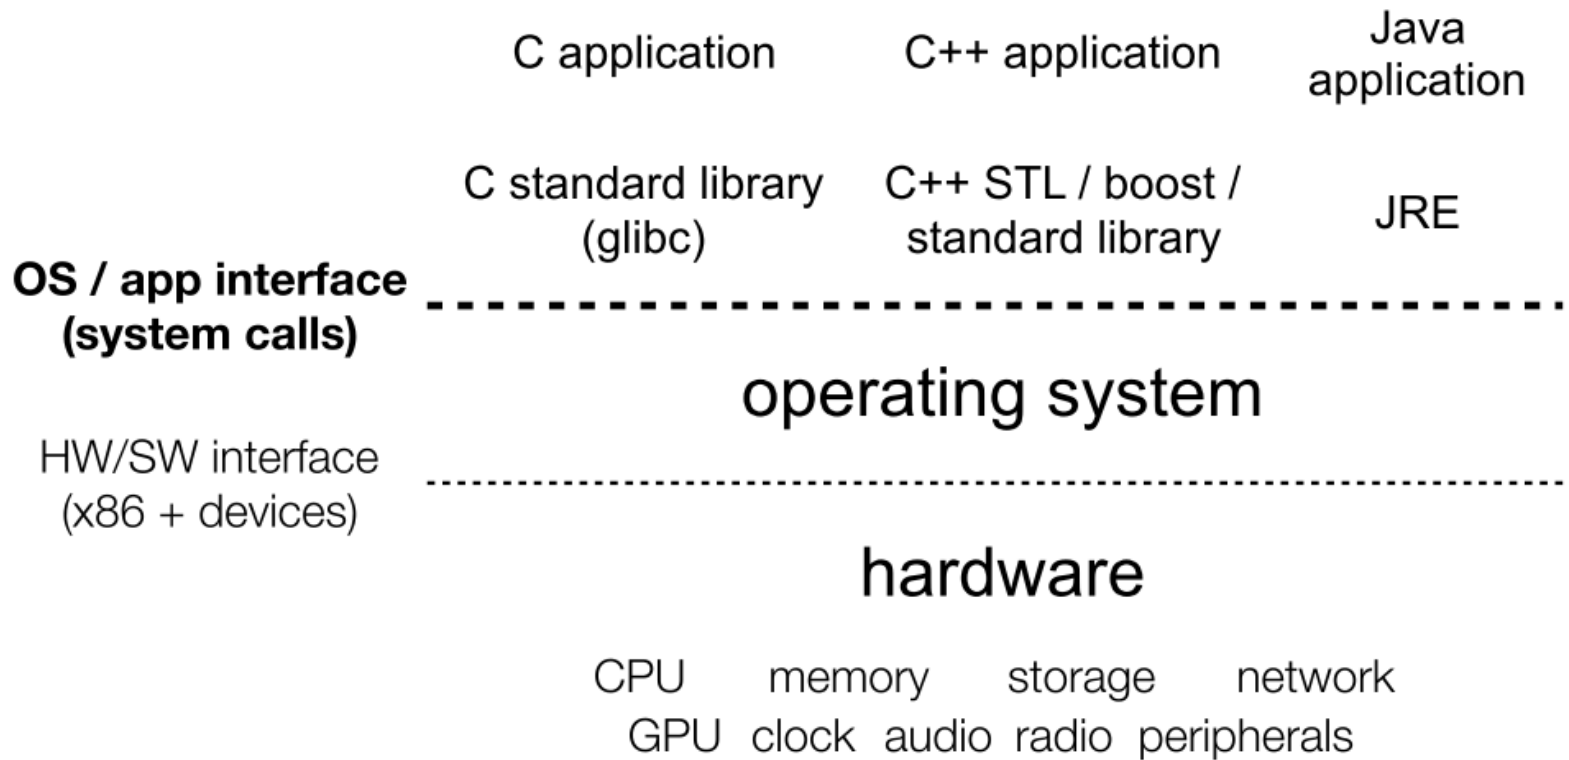 C application
C++ application
Java
application
C standard library
(glibc)
C++ STL / boost /
standard library
JRE
OS / app interface
(system calls)
operating system
HW/SW interface
(x86 + devices)
hardware
CPU memory storage network
GPU clock audio radio peripherals